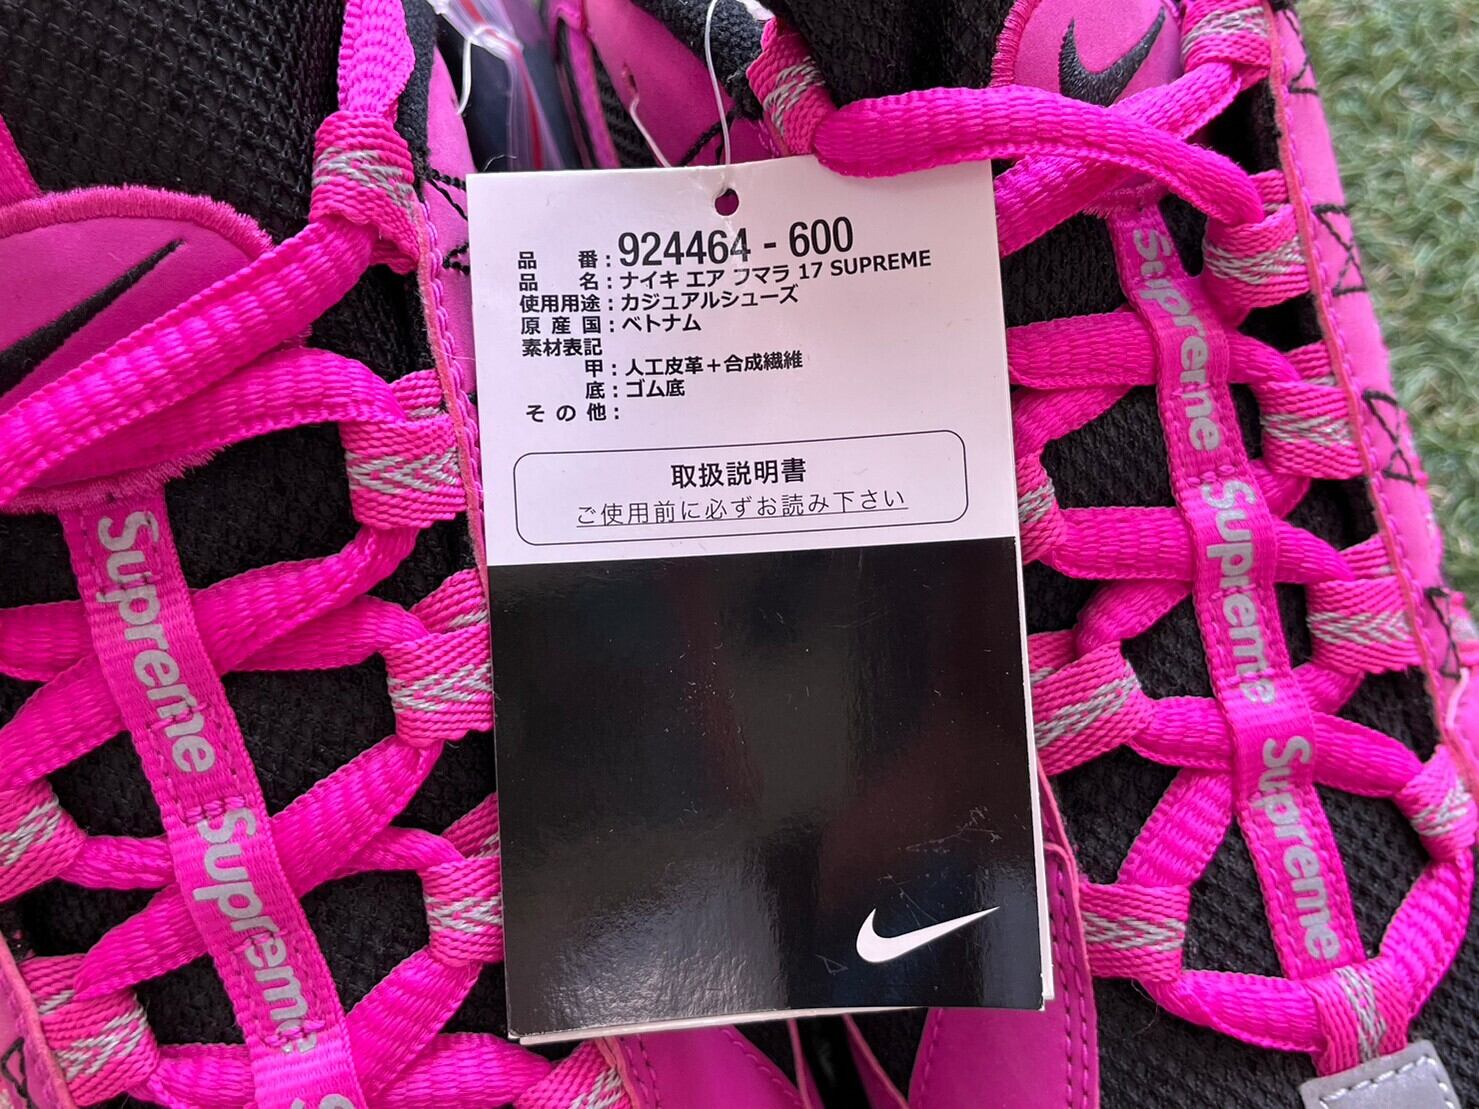 品番：924464 - 600
品名：ナイキ エア フマラ 17 SUPREME
使用用途：カジュアルシューズ
原産国：ベトナム
素材表記
甲：人工皮革＋合成繊維
底：ゴム底
その他：
取扱説明書
ご使用前に必ずお読み下さい
Supreme
Supreme
Supreme
Supreme
Supreme